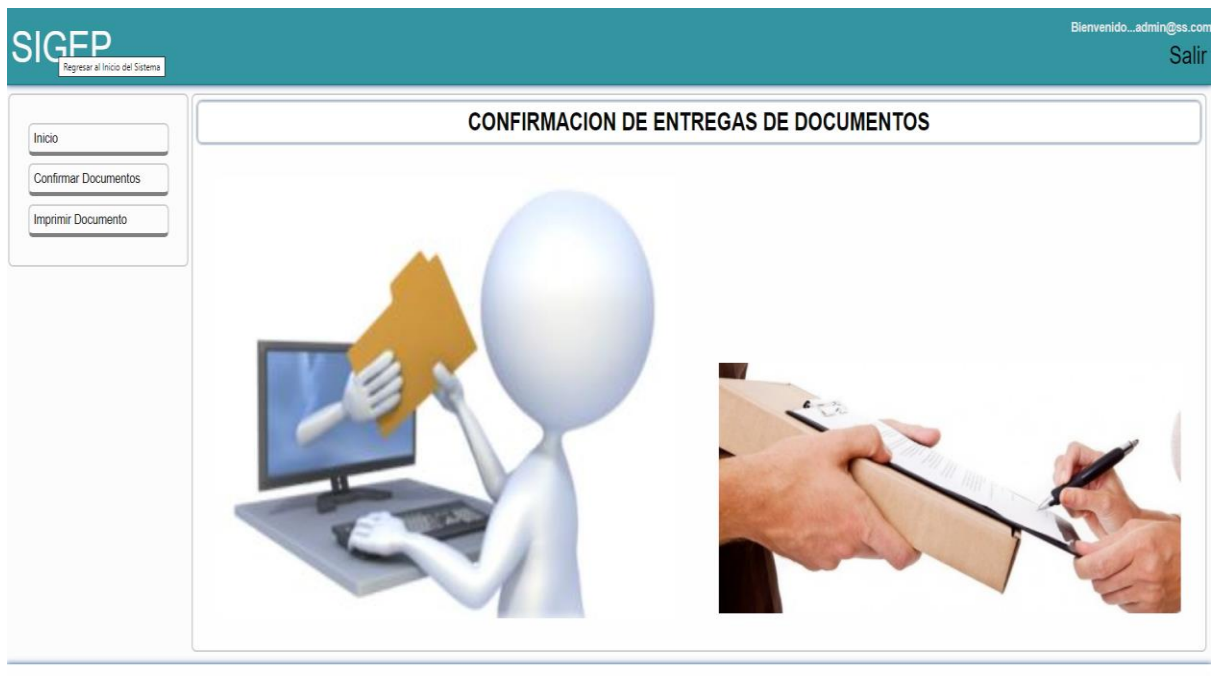 SIGEP
Regresar al Inicio del Sistema
Bienvenido...admin@ss.com
Salir
Inicio
Confirmar Documentos
Imprimir Documento
CONFIRMACION DE ENTREGAS DE DOCUMENTOS